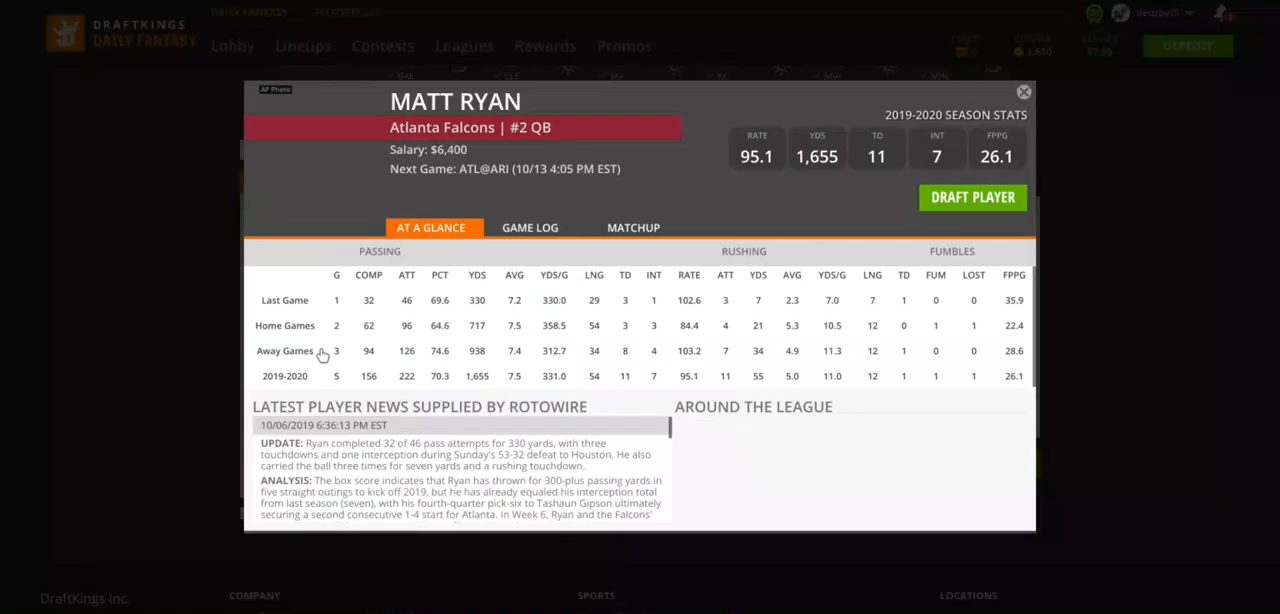 DRAFTKINGS
DAILY FANTASY
DAILY FANTASY
Lobby Lineups Contests Leagues Rewards Promos
1,610
$7.98
DEPOSIT
BAL CLE KC MIA MIN
AP Photo
MATT RYAN
Atlanta Falcons | #2 QB
Salary: $6,400
Next Game: ATL@ARI (10/13 4:05 PM EST)
2019-2020 SEASON STATS
RATE YDS TD INT FPPG
95.1 1,655 11 7 26.1
DRAFT PLAYER
AT A GLANCE GAME LOG MATCHUP
PASSING RUSHING FUMBLES
G COMP ATT PCT YDS AVG YDS/G LNG TD INT RATE ATT YDS AVG YDS/G LNG TD FUM LOST FPPG
Last Game 1 32 46 69.6 330 7.2 330.0 29 3 1 102.6 3 7 2.3 7.0 7 1 0 0 35.9
Home Games 2 62 96 64.6 717 7.5 358.5 54 3 3 84.4 4 21 5.3 10.5 12 0 1 1 22.4
Away Games 3 94 126 74.6 938 7.4 312.7 34 8 4 103.2 7 34 4.9 11.3 12 1 0 0 28.6
2019-2020 5 156 222 70.3 1,655 7.5 331.0 54 11 7 95.1 11 55 5.0 11.0 12 1 1 1 26.1
LATEST PLAYER NEWS SUPPLIED BY ROTOWIRE
10/06/2019 6:36:13 PM EST
UPDATE: Ryan completed 32 of 46 pass attempts for 330 yards, with three
touchdowns and one interception during Sunday's 53-32 defeat to Houston. He also
carried the ball three times for seven yards and a rushing touchdown.
ANALYSIS: The box score indicates that Ryan has thrown for 300-plus passing yards in
five straight outings to kick off 2019, but he has already equaled his interception total
from last season (seven), with his fourth-quarter pick-six to Tashaun Gipson ultimately
securing a second consecutive 1-4 start for Atlanta. In Week 6, Ryan and the Falcons'
AROUND THE LEAGUE
DraftKings Inc.
COMPANY SPORTS LOCATIONS